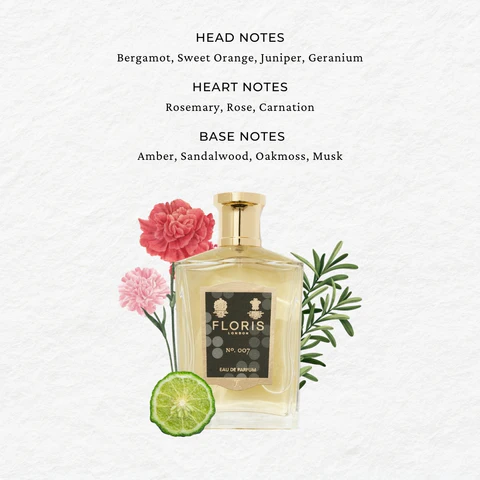 HEAD NOTES
Bergamot, Sweet Orange, Juniper, Geranium
HEART NOTES
Rosemary, Rose, Carnation
BASE NOTES
Amber, Sandalwood, Oakmoss, Musk
FLORIS
LONDON
Nº. 007
EAU DE PARFUM